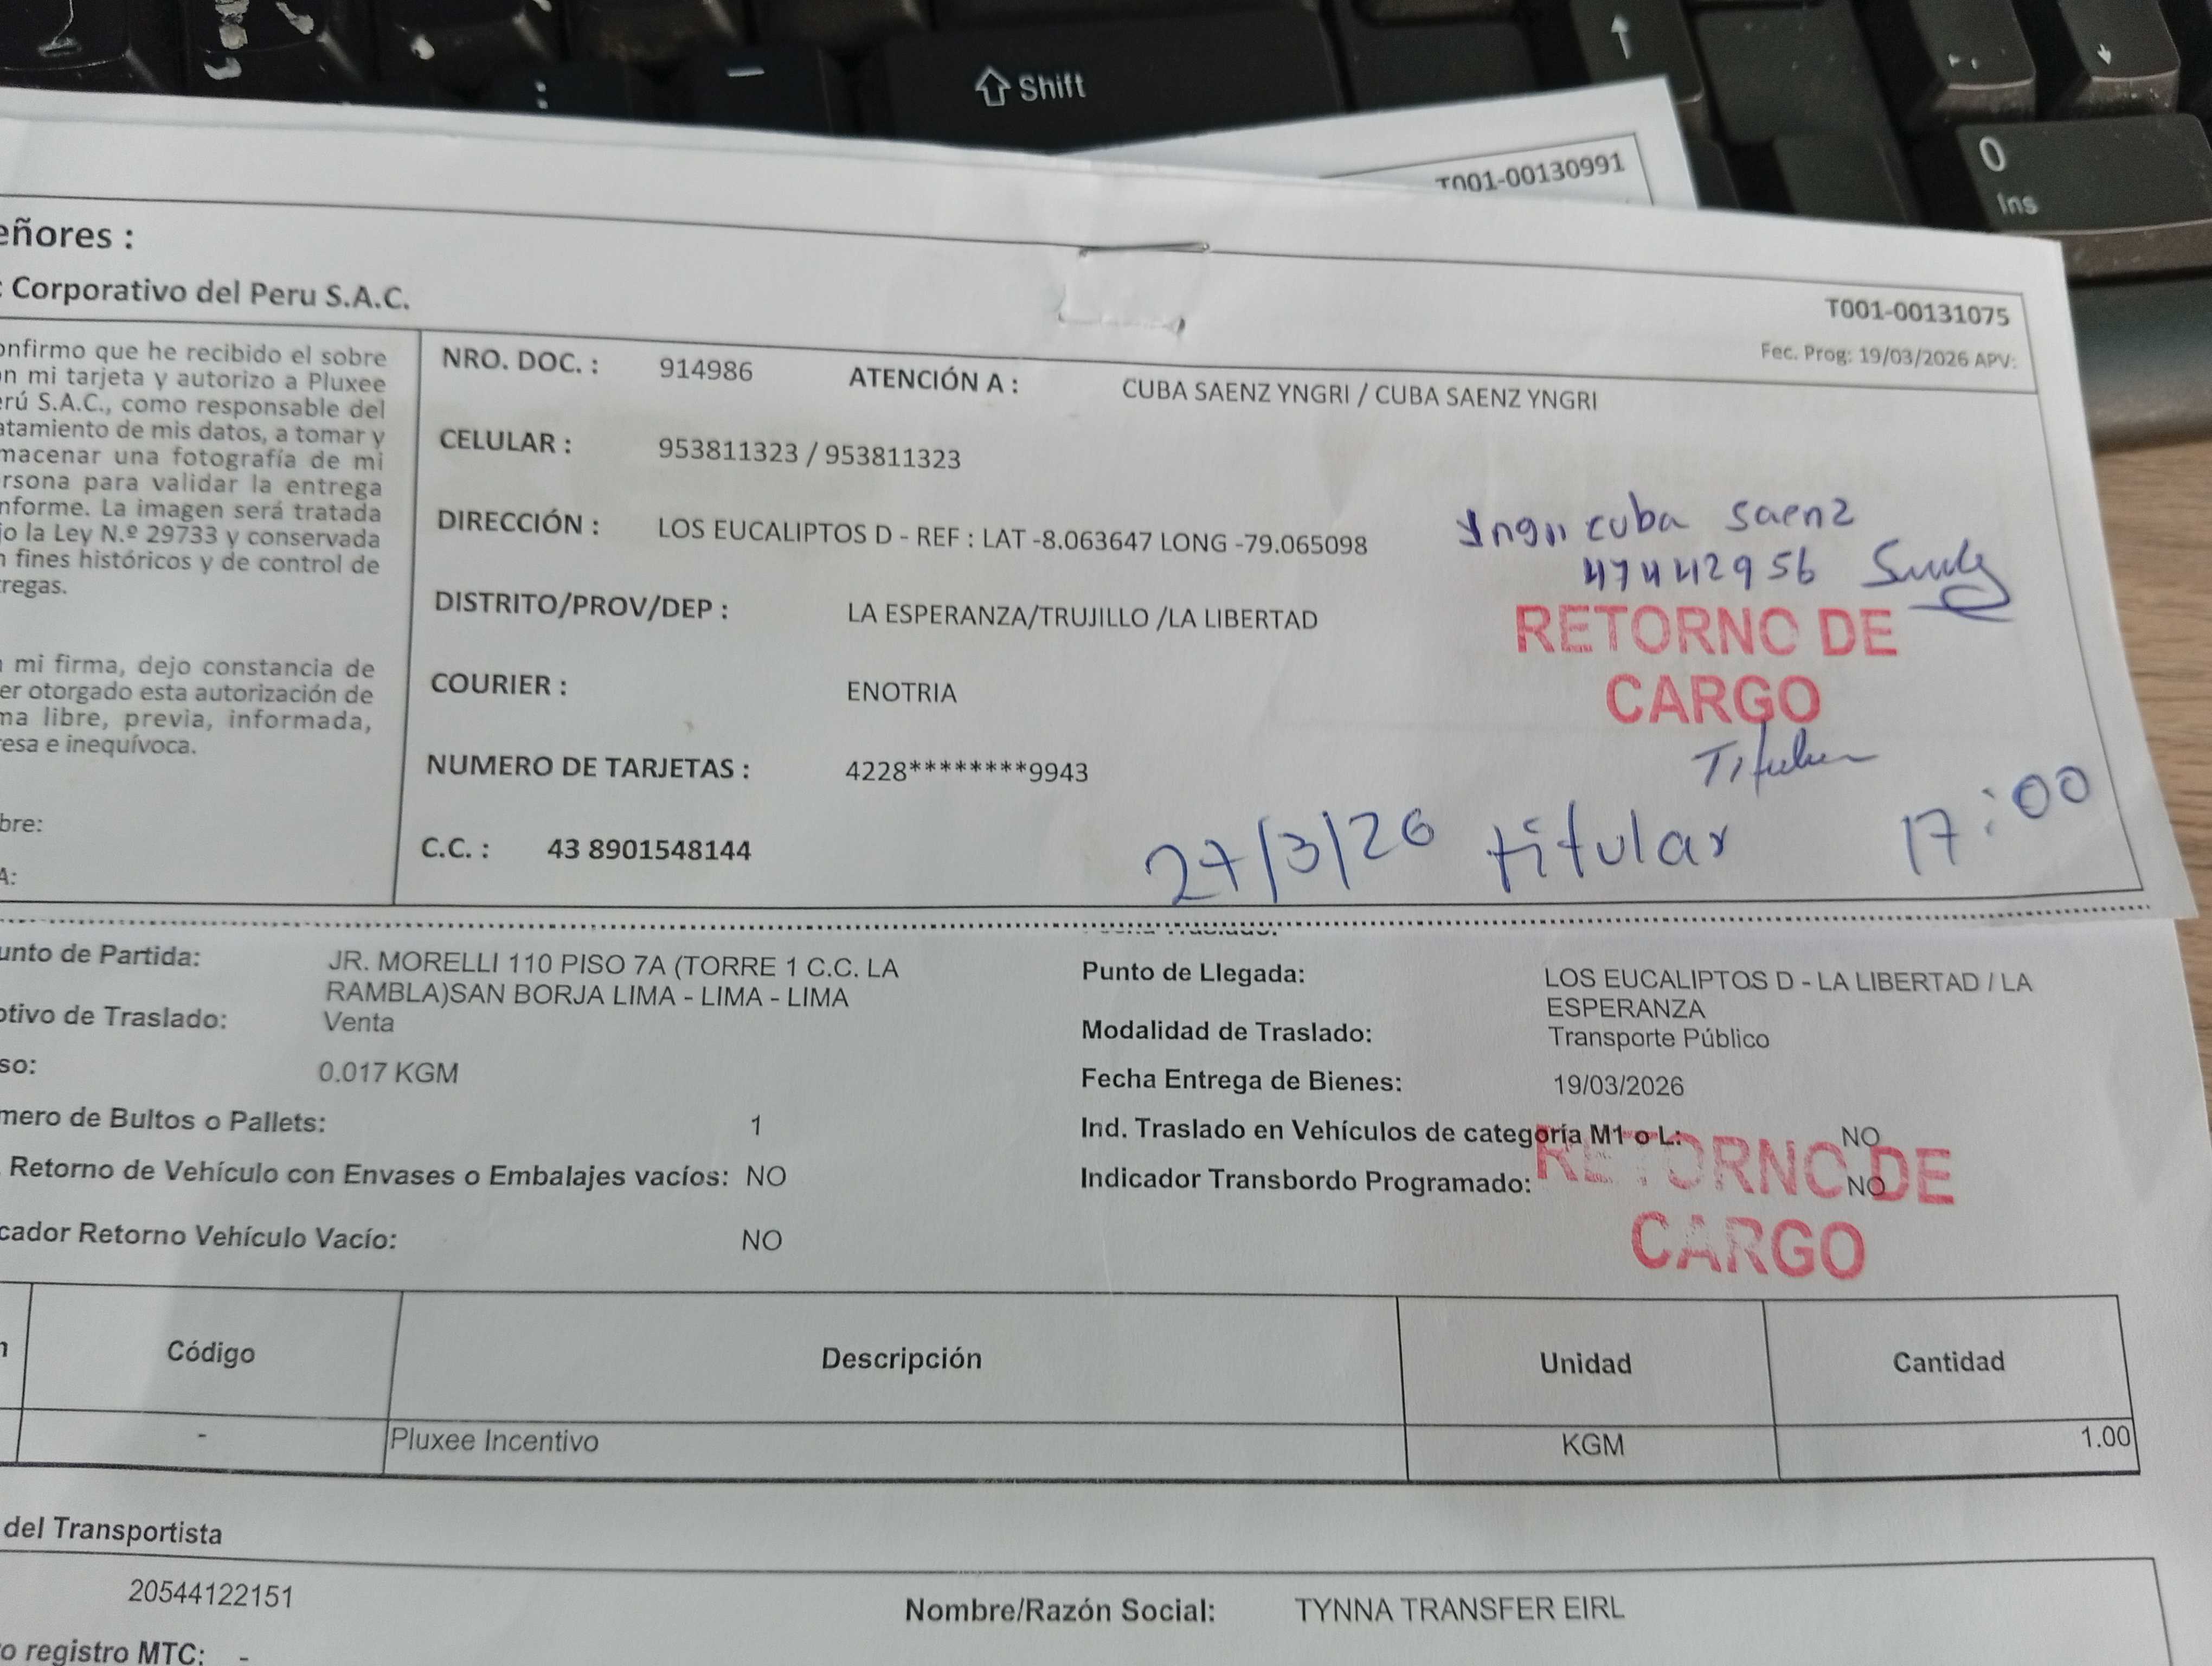 Shift
0
Ins
T001-00130991
eñores :
Corporativo del Peru S.A.C.
T001-00131075
Fec. Prog: 19/03/2026 APV:
onfirmo que he recibido el sobre
n mi tarjeta y autorizo a Pluxee
erú S.A.C., como responsable del
atamiento de mis datos, a tomar y
macenar una fotografía de mi
rsona para validar la entrega
nforme. La imagen será tratada
jo la Ley N.º 29733 y conservada
n fines históricos y de control de
tregas.
n mi firma, dejo constancia de
er otorgado esta autorización de
ma libre, previa, informada,
resa e inequívoca.
bre:
A:
NRO. DOC. : 914986 ATENCIÓN A : CUBA SAENZ YNGRI / CUBA SAENZ YNGRI
CELULAR : 953811323 / 953811323
DIRECCIÓN : LOS EUCALIPTOS D - REF : LAT -8.063647 LONG -79.065098
DISTRITO/PROV/DEP : LA ESPERANZA/TRUJILLO /LA LIBERTAD
COURIER : ENOTRIA
NUMERO DE TARJETAS : 4228********9943
C.C. : 43 8901548144
Yngri cuba saenz
47442956
RETORNO DE
CARGO
Titular
27/3/26 titular 17:00
unto de Partida: JR. MORELLI 110 PISO 7A (TORRE 1 C.C. LA
RAMBLA)SAN BORJA LIMA - LIMA - LIMA
otivo de Traslado: Venta
so: 0.017 KGM
mero de Bultos o Pallets: 1
. Retorno de Vehículo con Envases o Embalajes vacíos: NO
cador Retorno Vehículo Vacío: NO
Punto de Llegada: LOS EUCALIPTOS D - LA LIBERTAD / LA
ESPERANZA
Modalidad de Traslado: Transporte Público
Fecha Entrega de Bienes: 19/03/2026
Ind. Traslado en Vehículos de categoría M1 o L: NO
Indicador Transbordo Programado: NO
RETORNO DE
CARGO
Código Descripción Unidad Cantidad
- Pluxee Incentivo KGM 1.00
del Transportista
20544122151
Nombre/Razón Social: TYNNA TRANSFER EIRL
o registro MTC: -